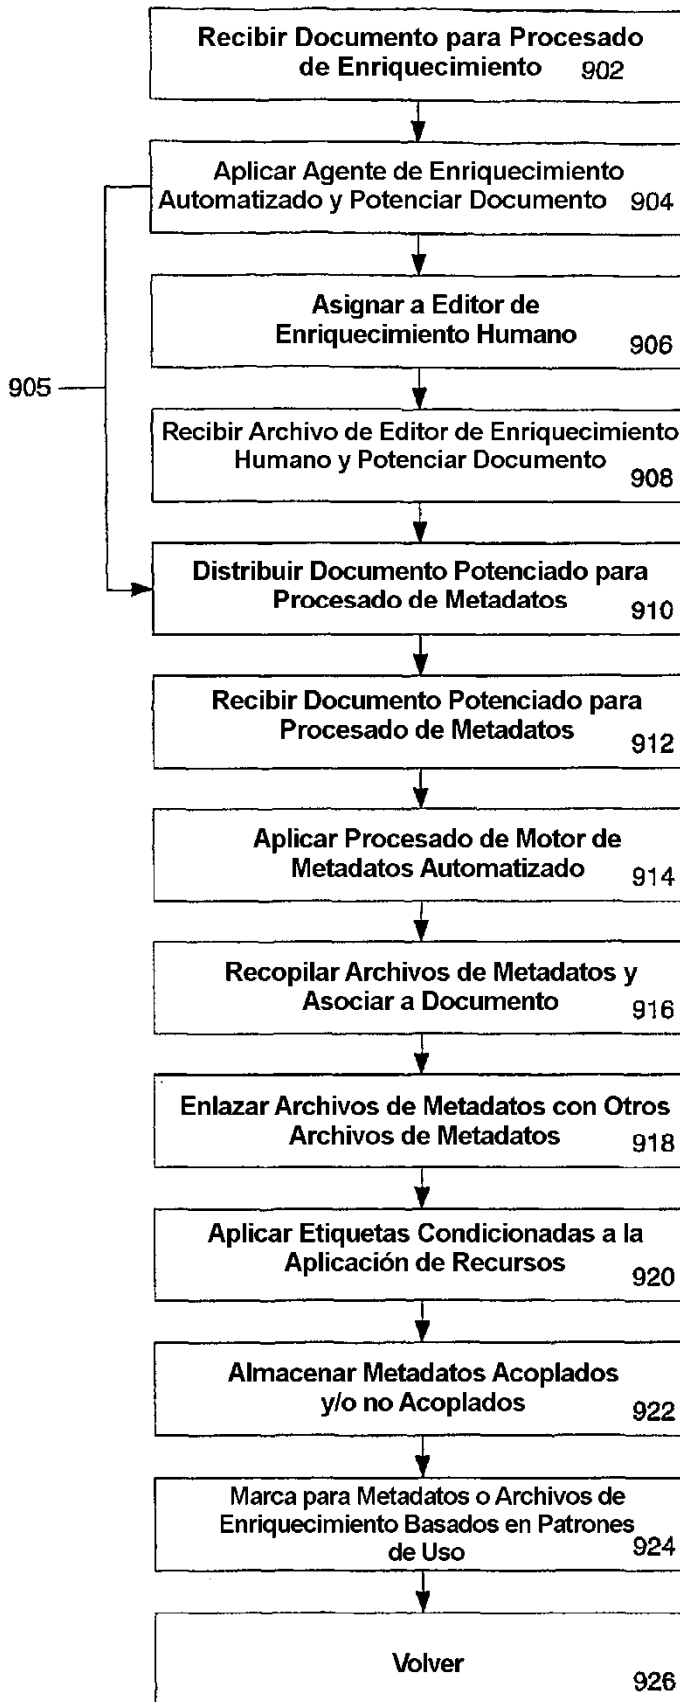 Recibir Documento para Procesado
de Enriquecimiento 902
Aplicar Agente de Enriquecimiento
Automatizado y Potenciar Documento 904
Asignar a Editor de
Enriquecimiento Humano 906
905
Recibir Archivo de Editor de Enriquecimiento
Humano y Potenciar Documento 908
Distribuir Documento Potenciado para
Procesado de Metadatos 910
Recibir Documento Potenciado para
Procesado de Metadatos 912
Aplicar Procesado de Motor de
Metadatos Automatizado 914
Recopilar Archivos de Metadatos y
Asociar a Documento 916
Enlazar Archivos de Metadatos con Otros
Archivos de Metadatos 918
Aplicar Etiquetas Condicionadas a la
Aplicación de Recursos 920
Almacenar Metadatos Acoplados
y/o no Acoplados 922
Marca para Metadatos o Archivos de
Enriquecimiento Basados en Patrones
de Uso 924
Volver 926